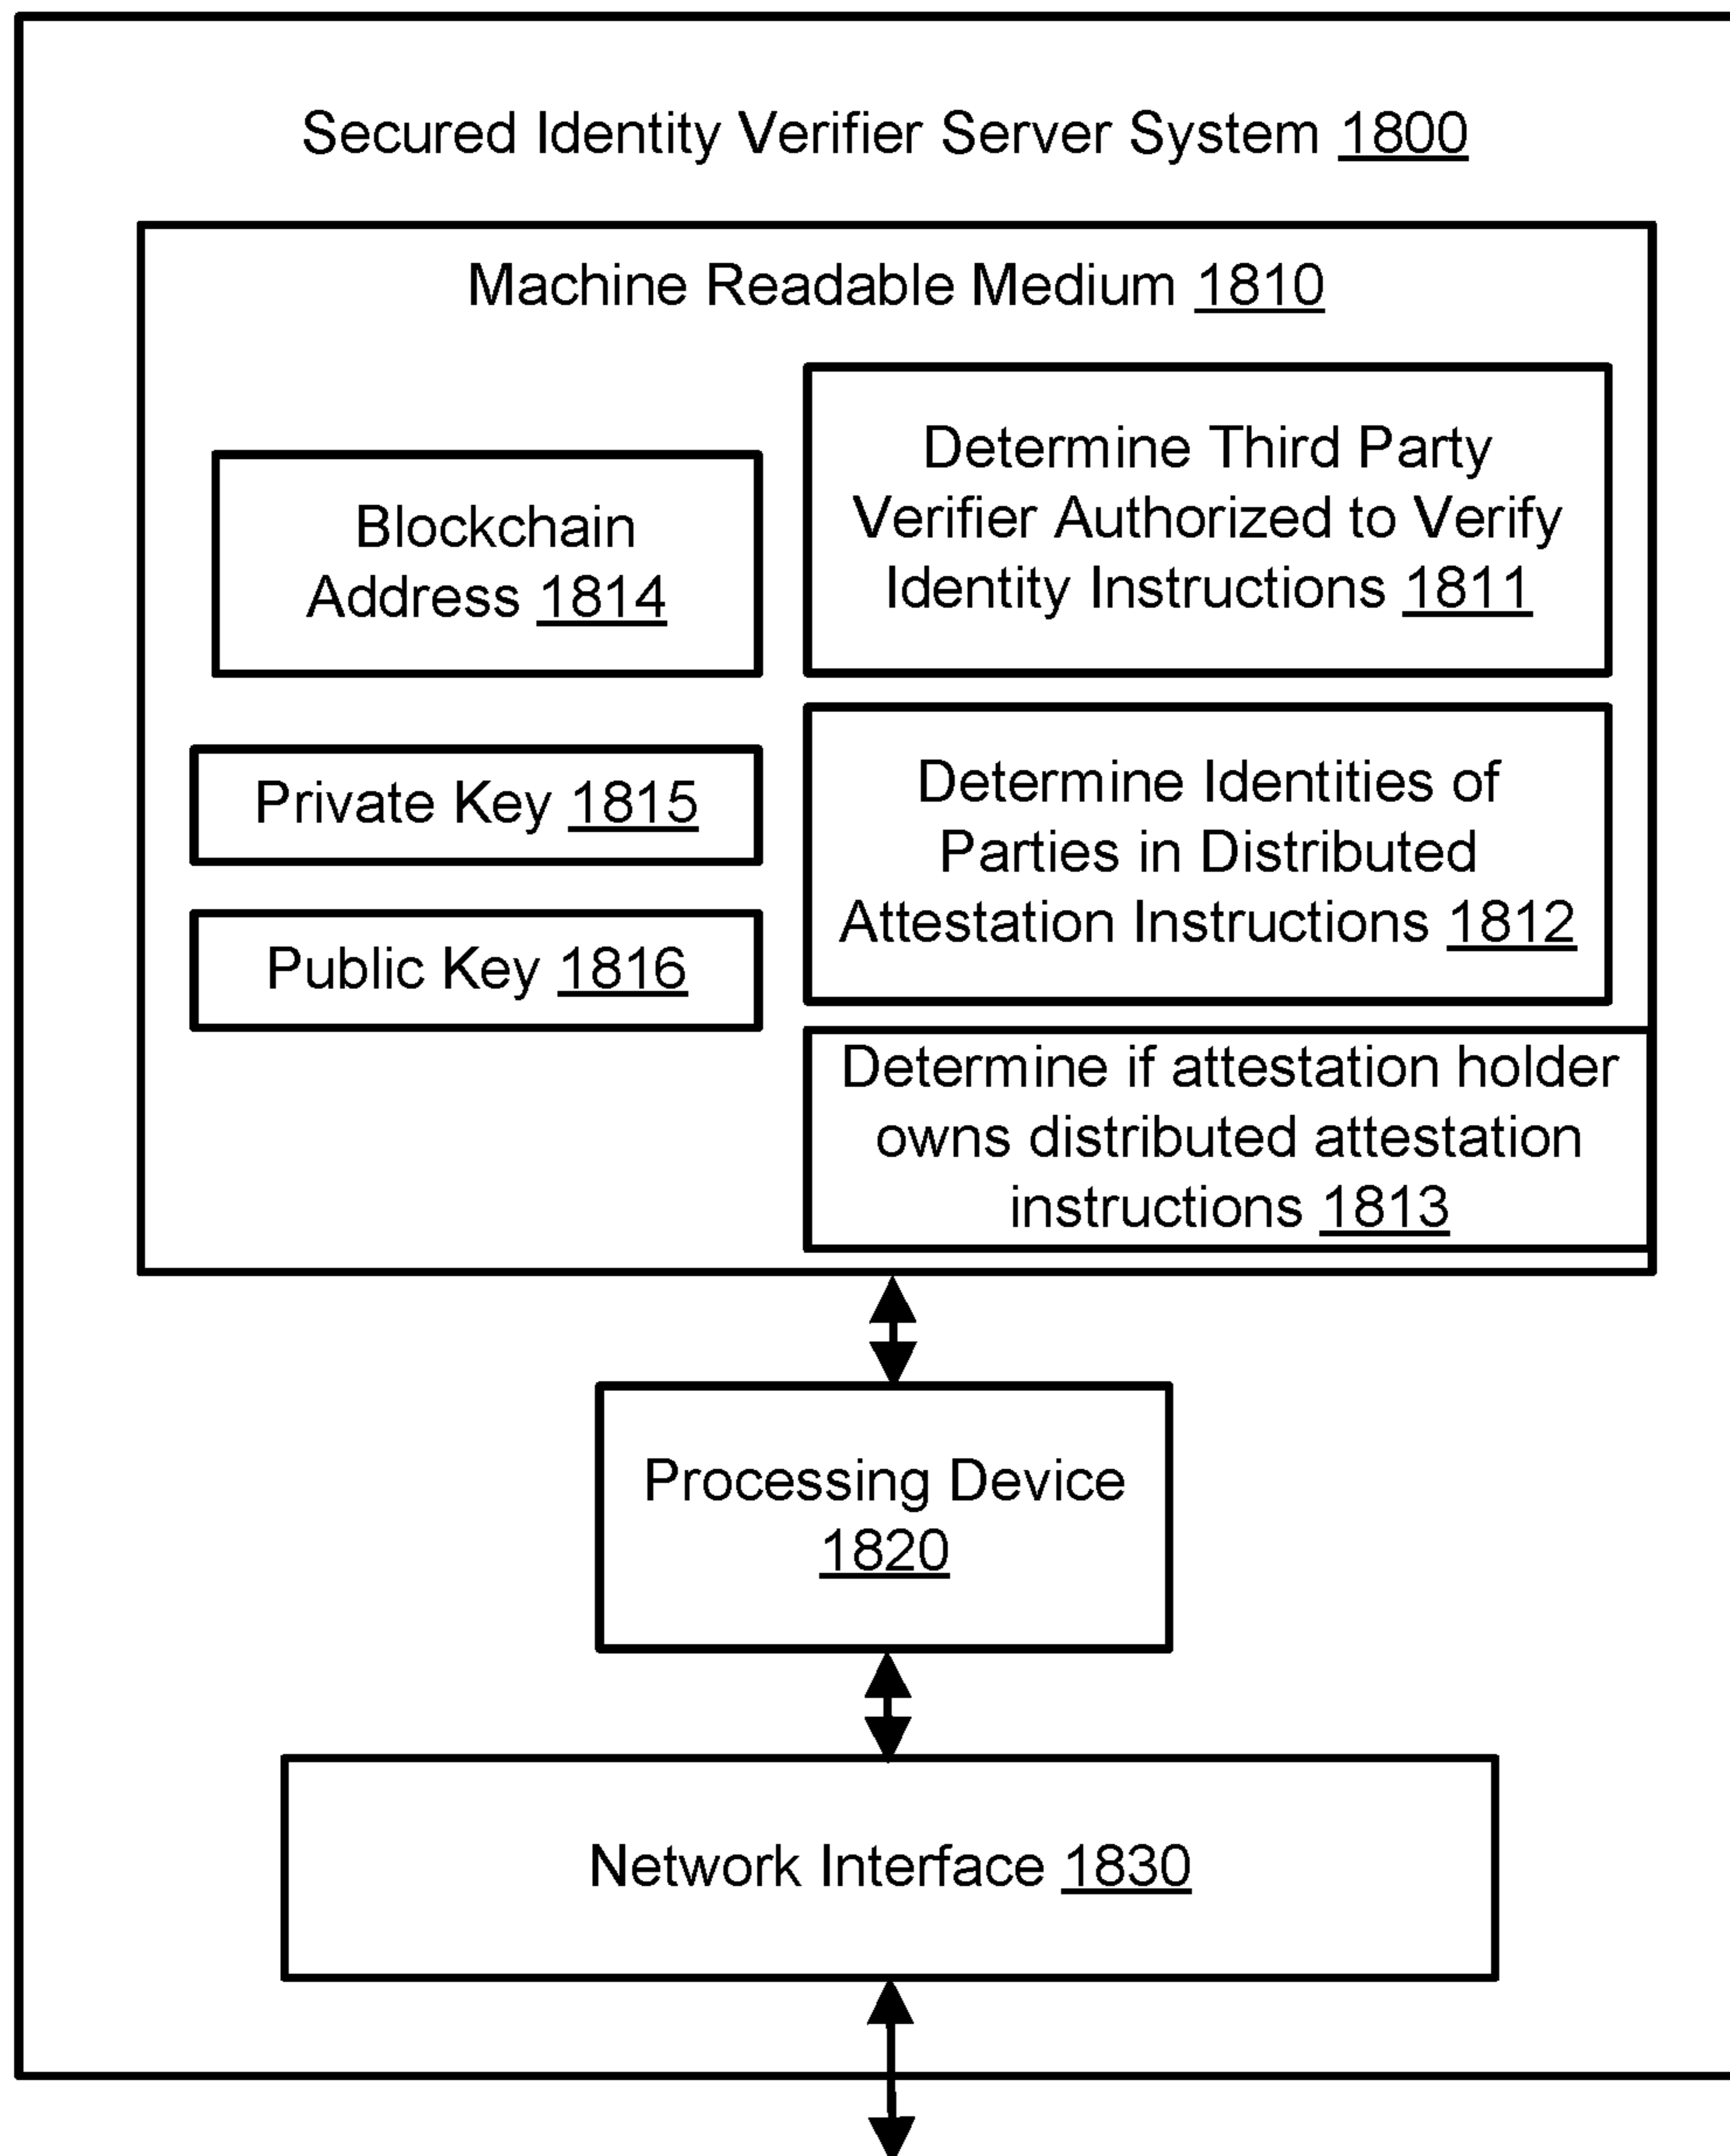 Secured Identity Verifier Server System 1800
Machine Readable Medium 1810
Blockchain
Address 1814
Private Key 1815
Public Key 1816
Determine Third Party
Verifier Authorized to Verify
Identity Instructions 1811
Determine Identities of
Parties in Distributed
Attestation Instructions 1812
Determine if attestation holder
owns distributed attestation
instructions 1813
Processing Device
1820
Network Interface 1830